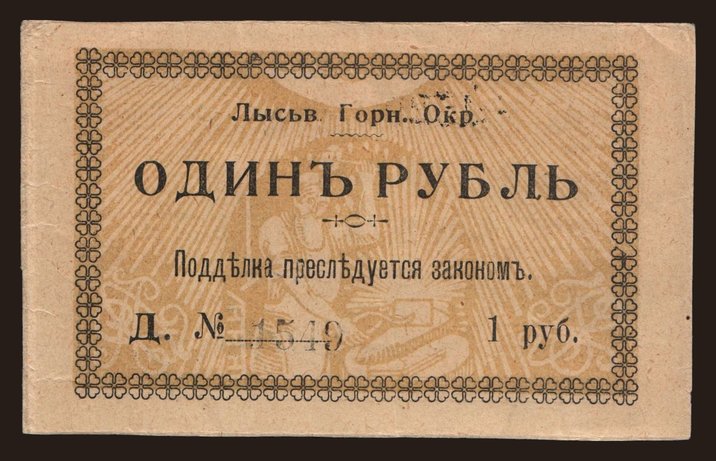 Лысьв. Горн. Окр.
ОДИНЪ РУБЛЬ
Поддѣлка преслѣдуется закономъ.
Д. № 1549 1 руб.